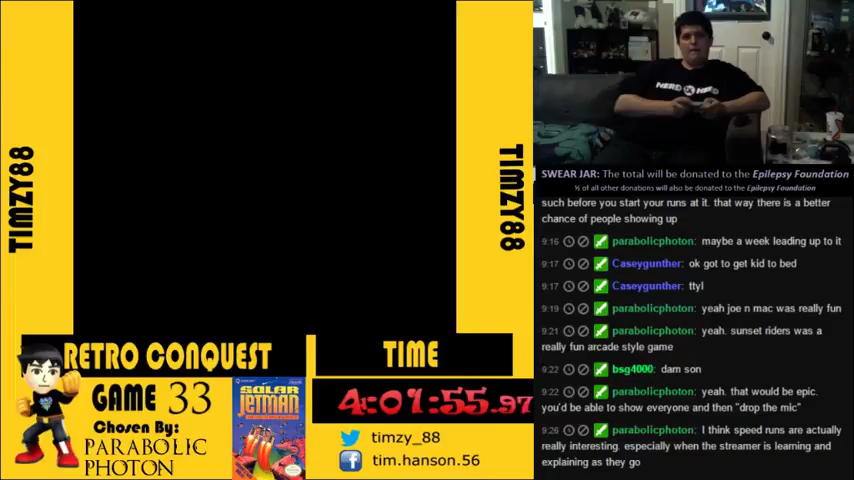 TIMZY88
TIMZY88
NERD HERO
SWEAR JAR: The total will be donated to the Epilepsy Foundation
½ of all other donations will also be donated to the Epilepsy Foundation
such before you start your runs at it. that way there is a better
chance of people showing up
9:16 parabolicphoton: maybe a week leading up to it
9:17 Caseygunther: ok got to get kid to bed
9:17 Caseygunther: ttyl
9:19 parabolicphoton: yeah joe n mac was really fun
9:21 parabolicphoton: yeah. sunset riders was a
really fun arcade style game
9:22 bsg4000: dam son
9:22 parabolicphoton: yeah. that would be epic.
you'd be able to show everyone and then "drop the mic"
9:26 parabolicphoton: I think speed runs are actually
really interesting. especially when the streamer is learning and
explaining as they go
RETRO CONQUEST
GAME 33
Chosen By:
PARABOLIC
PHOTON
SOLAR
JETMAN
TIME
4:01:55.97
timzy_88
tim.hanson.56